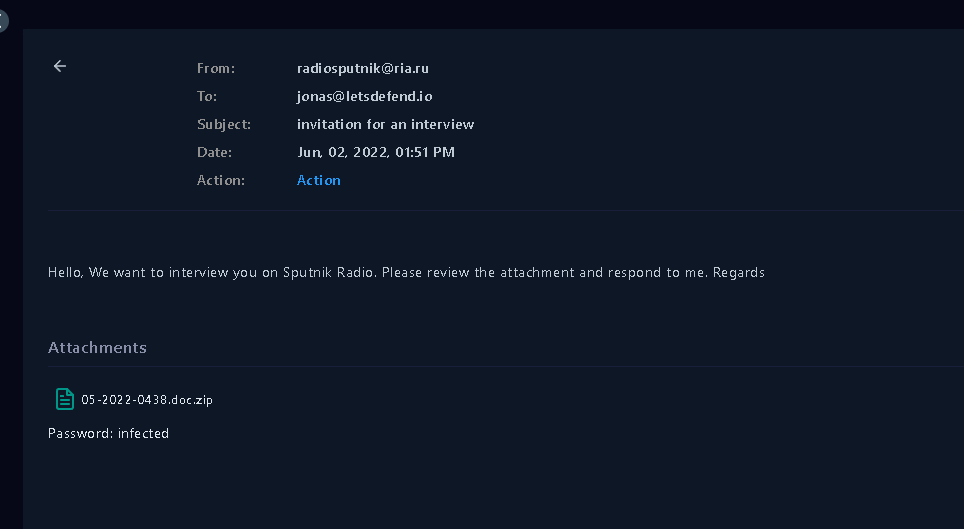 From: radiosputnik@ria.ru
To: jonas@letsdefend.io
Subject: invitation for an interview
Date: Jun, 02, 2022, 01:51 PM
Action: Action
Hello, We want to interview you on Sputnik Radio. Please review the attachment and respond to me. Regards
Attachments
05-2022-0438.doc.zip
Password: infected